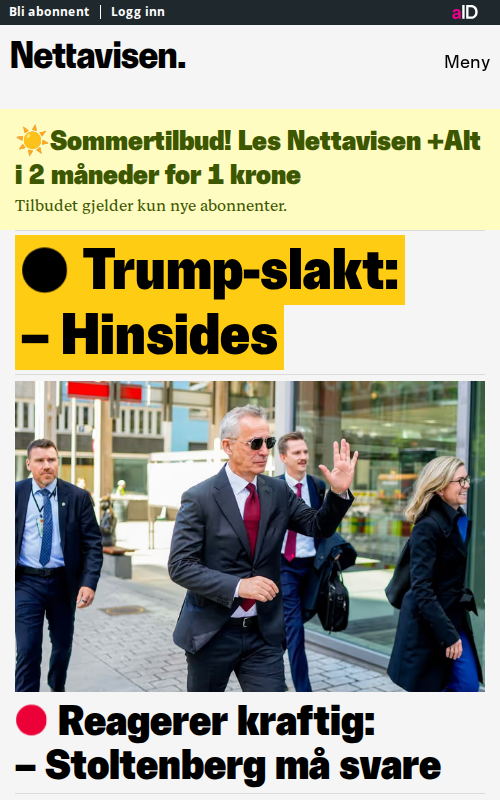 Bli abonnent | Logg inn
aID
Nettavisen.
Meny
☀️Sommertilbud! Les Nettavisen +Alt
i 2 måneder for 1 krone
Tilbudet gjelder kun nye abonnenter.
Trump-slakt:
– Hinsides
Reagerer kraftig:
– Stoltenberg må svare